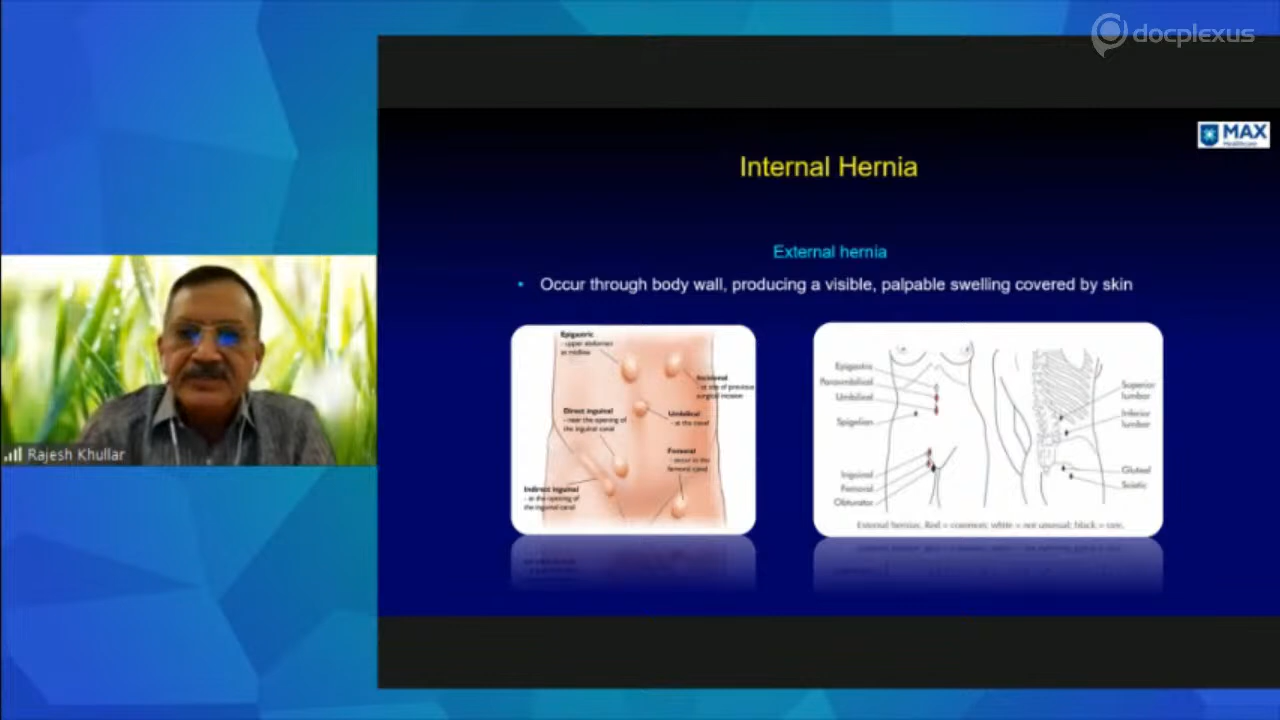 docplexus
MAX
Healthcare
Internal Hernia
External hernia
• Occur through body wall, producing a visible, palpable swelling covered by skin
Epigastric
- upper abdomen
at midline
Incisional
- at site of previous
surgical incision
Direct inguinal
- near the opening of
the inguinal canal
Umbilical
- at the navel
Femoral
- occur in the
femoral canal
Indirect inguinal
- at the opening of
the inguinal canal
Epigastric
Paraumbilical
Umbilical
Spigelian
Inguinal
Femoral
Obturator
Superior
lumbar
Inferior
lumbar
Gluteal
Sciatic
External hernias: Red = common; white = not unusual; black = rare.
Rajesh Khullar